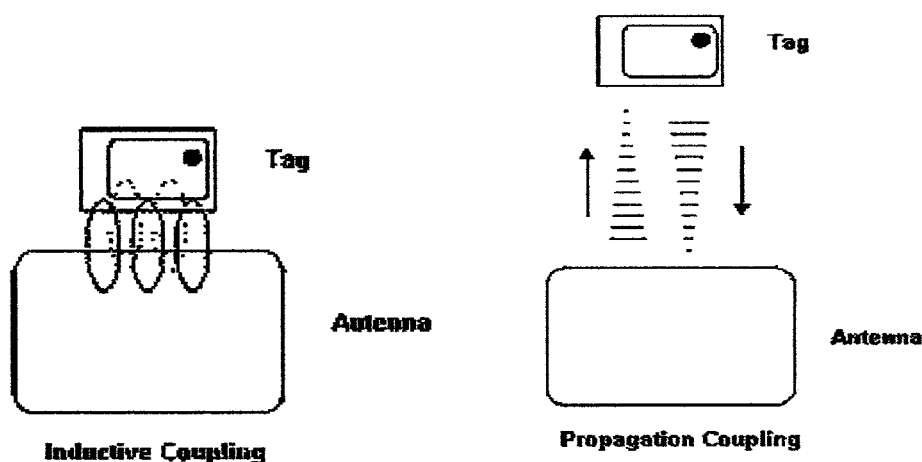 Tag
Antenna
Inductive Coupling
Tag
Antenna
Propagation Coupling